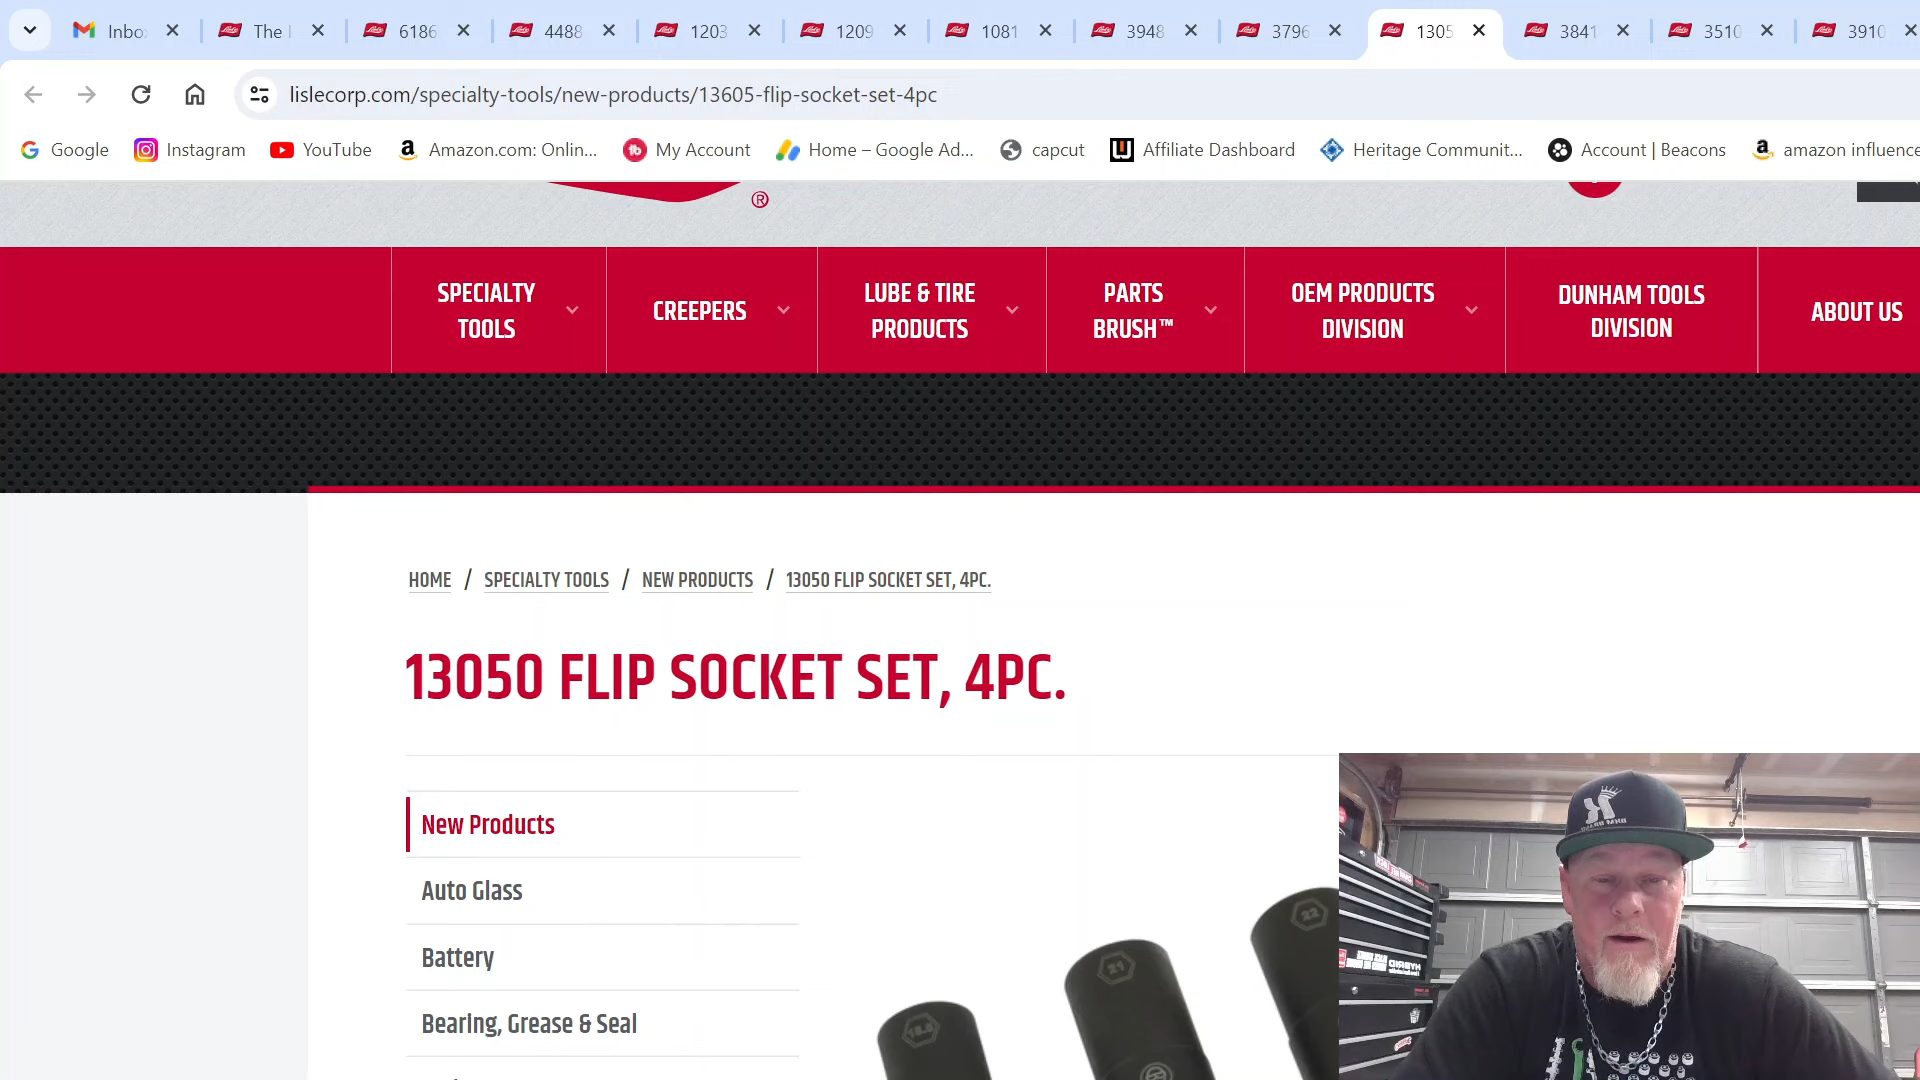 Inbo
The
6186
4488
1203
1209
1081
3948
3796
1305
3841
3510
3910
lislecorp.com/specialty-tools/new-products/13605-flip-socket-set-4pc
Google
Instagram
YouTube
Amazon.com: Onlin...
My Account
Home – Google Ad...
capcut
Affiliate Dashboard
Heritage Communit...
Account | Beacons
amazon influence
®
SPECIALTY
TOOLS
CREEPERS
LUBE & TIRE
PRODUCTS
PARTS
BRUSH™
OEM PRODUCTS
DIVISION
DUNHAM TOOLS
DIVISION
ABOUT US
HOME / SPECIALTY TOOLS / NEW PRODUCTS / 13050 FLIP SOCKET SET, 4PC.
13050 FLIP SOCKET SET, 4PC.
New Products
Auto Glass
Battery
Bearing, Grease & Seal
22
21
HYBRID